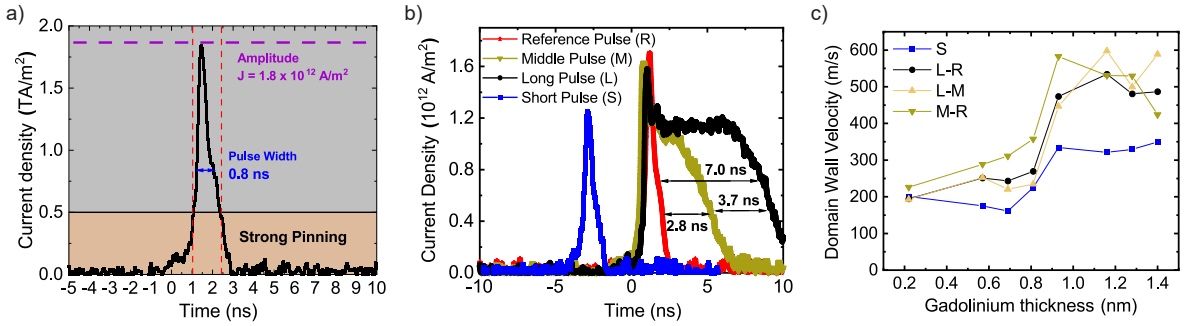 a)
Current density (TA/m²)
2.0
1.5
1.0
0.5
0.0
Amplitude
J = 1.8 x 10¹² A/m²
Pulse Width
0.8 ns
Strong Pinning
-5 -4 -3 -2 -1 0 1 2 3 4 5 6 7 8 9 10
Time (ns)
b)
Current Density (10¹² A/m²)
1.6
1.2
0.8
0.4
0.0
Reference Pulse (R)
Middle Pulse (M)
Long Pulse (L)
Short Pulse (S)
7.0 ns
3.7 ns
2.8 ns
-10 -5 0 5 10
Time (ns)
c)
Domain Wall Velocity (m/s)
600
500
400
300
200
100
0
S
L-R
L-M
M-R
0.2 0.4 0.6 0.8 1.0 1.2 1.4
Gadolinium thickness (nm)